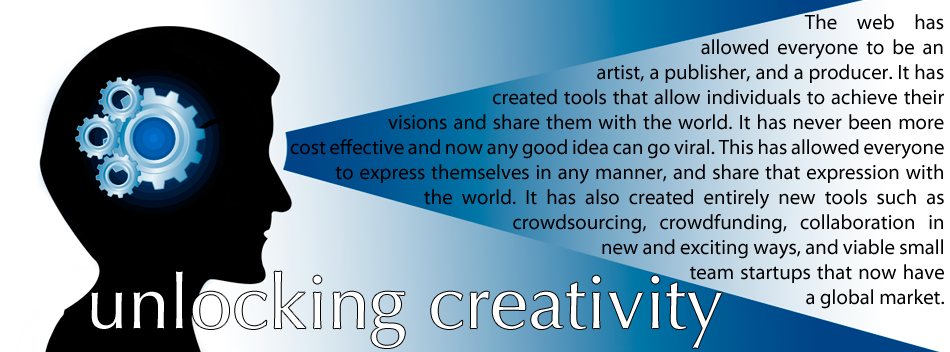 The web has
allowed everyone to be an
artist, a publisher, and a producer. It has
created tools that allow individuals to achieve their
visions and share them with the world. It has never been more
cost effective and now any good idea can go viral. This has allowed everyone
to express themselves in any manner, and share that expression with
the world. It has also created entirely new tools such as
crowdsourcing, crowdfunding, collaboration in
new and exciting ways, and viable small
team startups that now have
a global market.
unlocking creativity